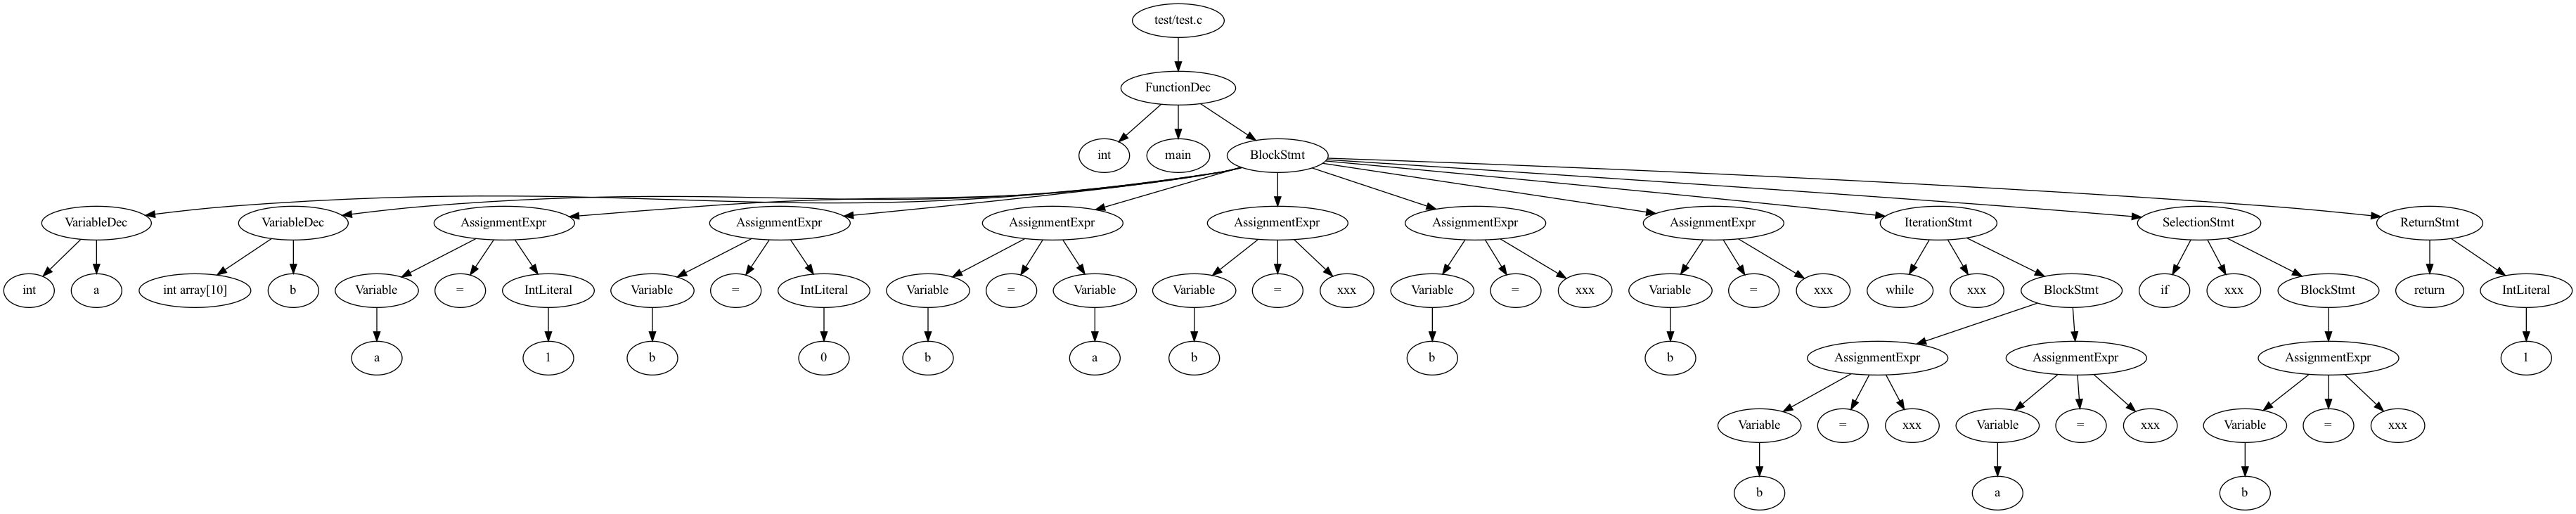 test/test.c
FunctionDec
int main BlockStmt
VariableDec VariableDec AssignmentExpr AssignmentExpr AssignmentExpr AssignmentExpr AssignmentExpr AssignmentExpr IterationStmt SelectionStmt ReturnStmt
int a int array[10] b Variable = IntLiteral Variable = IntLiteral Variable = Variable Variable = xxx Variable = xxx Variable = xxx while xxx BlockStmt if xxx BlockStmt return IntLiteral
a 1 b 0 b a b b b AssignmentExpr AssignmentExpr AssignmentExpr 1
Variable = xxx Variable = xxx Variable = xxx
b a b